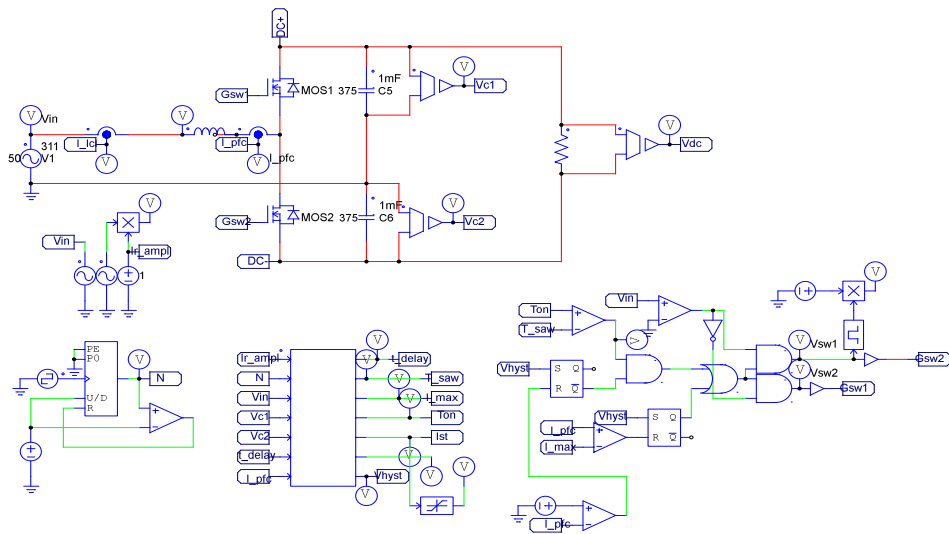 DC+
V
1mF
Vc1
MOS1
375
C5
Gsw
V
V
Vin
V
311
I_lc
I_pfc
Vdc
50
V1
V
V
I_pfc
V
V
1mF
Gsw2
MOS2
375
C6
Vc2
Vin
Ir_ampl
DC-
1
V
Ton
Vin
T_saw
V
V
Vsw1
PE
P0
V
N
U/D
R
Ir_ampl
V
V
t_delay
N
V
T_saw
Vin
V
I_max
Vc1
Ton
Vc2
Ist
t_delay
V
V
V
I_pfc
Vhyst
V
Vhyst
S Q
R Q
V
Gsw2
Vsw2
Gsw1
Vhyst
I_pfc
S Q
I_max
R Q
I_pfc